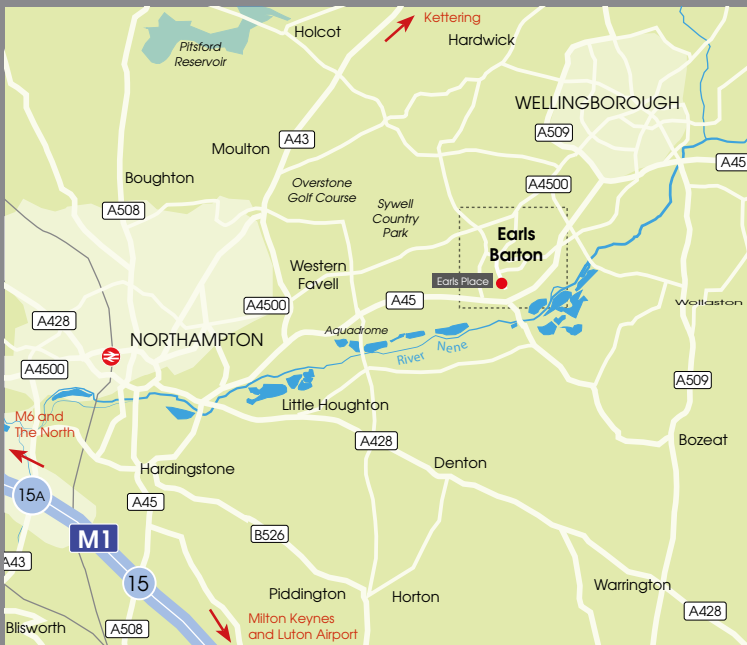 Kettering
Holcot
Hardwick
Pitsford
Reservoir
WELLINGBOROUGH
A509
A43
Moulton
A45
Boughton
Overstone
Golf Course
A4500
Sywell
Country
Park
A508
Earls
Barton
Western
Favell
Earls Place
A45
Wollaston
A4500
A428
Aquadrome
NORTHAMPTON
River Nene
A4500
A509
Little Houghton
M6 and
The North
A428
Bozeat
Hardingstone
Denton
15A
A45
M1
B526
A43
15
Piddington
Horton
Warrington
A428
Blisworth
A508
Milton Keynes
and Luton Airport